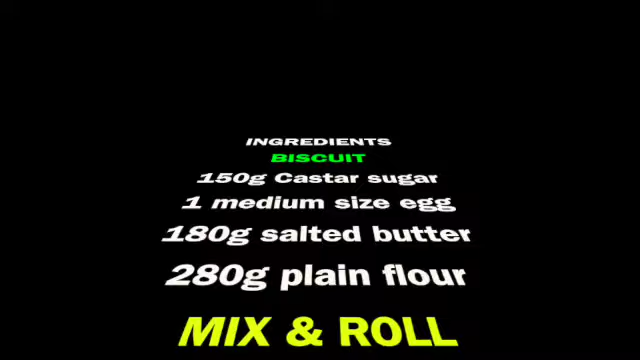 INGREDIENTS
BISCUIT
150g Castar sugar
1 medium size egg
180g salted butter
280g plain flour
MIX & ROLL